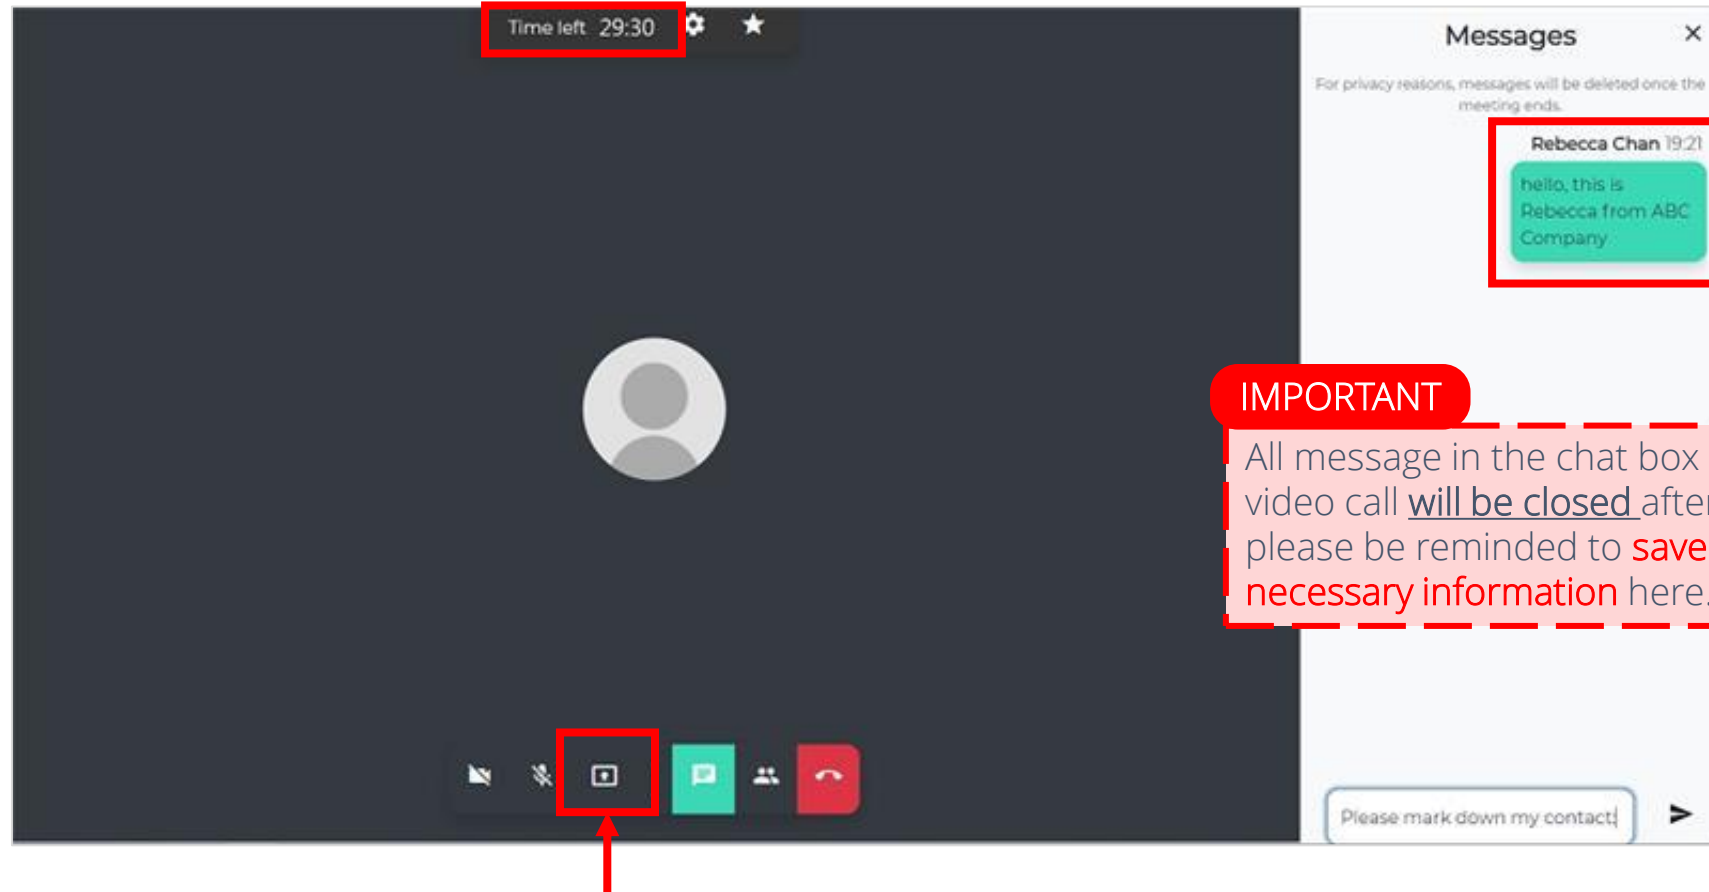 Time left 29:30
Messages
For privacy reasons, messages will be deleted once the
meeting ends.
Rebecca Chan 19:21
hello, this is
Rebecca from ABC
Company
IMPORTANT
All message in the chat box
video call will be closed after
please be reminded to save
necessary information here.
Please mark down my contact: